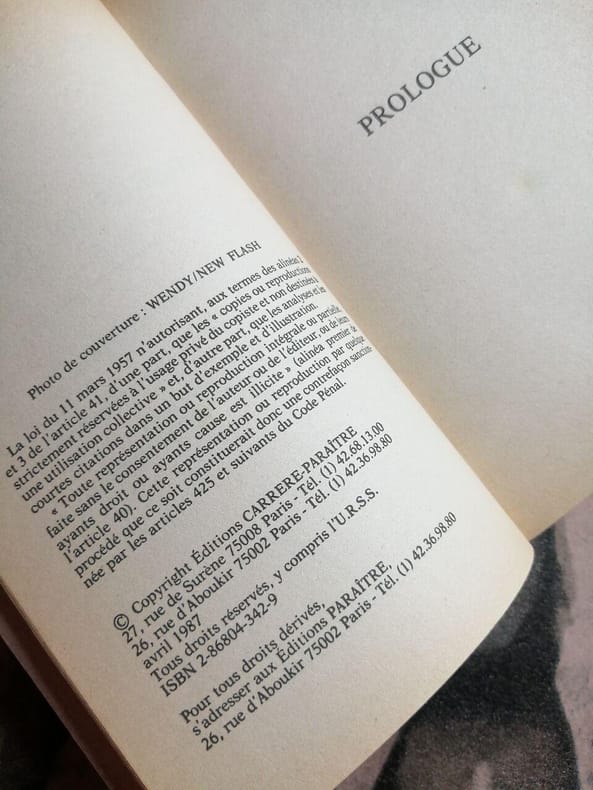 Photo de couverture : WENDY/NEW FLASH
La loi du 11 mars 1957 n'autorisant, aux termes des alinéas 2
et 3 de l'article 41, d'une part, que les « copies ou reproductions
strictement réservées à l'usage privé du copiste et non destinées à
une utilisation collective » et, d'autre part, que les analyses et les
courtes citations dans un but d'exemple et d'illustration.
« Toute représentation ou reproduction intégrale ou partielle,
faite sans le consentement de l'auteur ou de l'éditeur, ou de leurs
ayants droit ou ayants cause est illicite » (alinéa premier de
l'article 40). Cette représentation ou reproduction par quelque
procédé que ce soit constituerait donc une contrefaçon sanction-
née par les articles 425 et suivants du Code Pénal.
© Copyright Éditions CARRERE-PARAÎTRE
27, rue de Surène 75008 Paris - Tél. (1) 42.68.13.00
26, rue d'Aboukir 75002 Paris - Tél. (1) 42.36.98.80
avril 1987
Tous droits réservés, y compris l'U.R.S.S.
ISBN 2-86804-342-9
Pour tous droits dérivés,
s'adresser aux Éditions PARAÎTRE,
26, rue d'Aboukir 75002 Paris - Tél. (1) 42.36.98.80
PROLOGUE